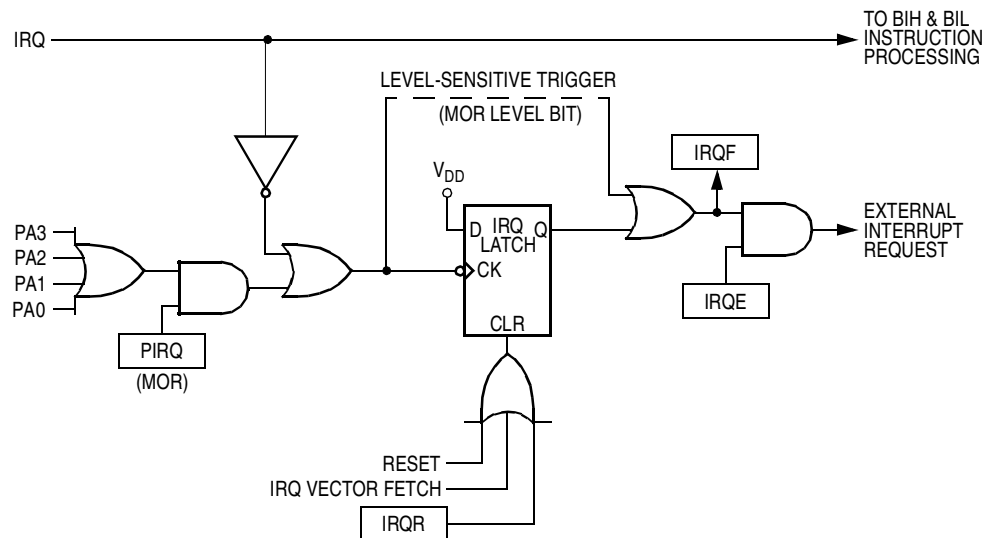 IRQ
TO BIH & BIL
INSTRUCTION
PROCESSING
LEVEL-SENSITIVE TRIGGER
(MOR LEVEL BIT)
IRQF
VDD
D
IRQ
LATCH
Q
CK
CLR
EXTERNAL
INTERRUPT
REQUEST
PA3
PA2
PA1
PA0
IRQE
PIRQ
(MOR)
RESET
IRQ VECTOR FETCH
IRQR